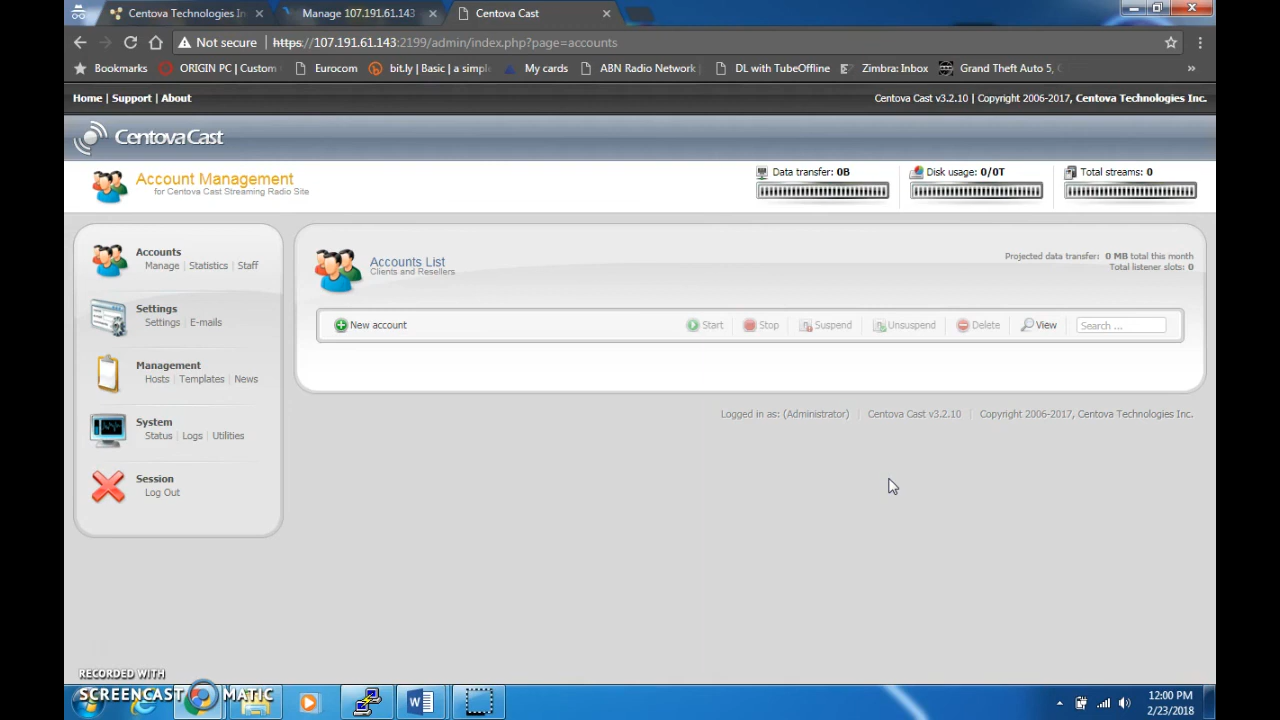 Centova Technologies In
Manage 107.191.61.143
Centova Cast
Not secure | https://107.191.61.143:2199/admin/index.php?page=accounts
Bookmarks
ORIGIN PC | Custom
Eurocom
bit.ly | Basic | a simple
My cards
ABN Radio Network
DL with TubeOffline
Zimbra: Inbox
Grand Theft Auto 5,
»
Home | Support | About
Centova Cast v3.2.10 | Copyright 2006-2017, Centova Technologies Inc.
CentovaCast
Account Management
for Centova Cast Streaming Radio Site
Data transfer: 0B
Disk usage: 0/0T
Total streams: 0
Accounts
Manage | Statistics | Staff
Settings
Settings | E-mails
Management
Hosts | Templates | News
System
Status | Logs | Utilities
Session
Log Out
Accounts List
Clients and Resellers
Projected data transfer: 0 MB total this month
Total listener slots: 0
New account
Start
Stop
Suspend
Unsuspend
Delete
View
Search ...
Logged in as: (Administrator) | Centova Cast v3.2.10 | Copyright 2006-2017, Centova Technologies Inc.
RECORDED WITH
SCREENCAST MATIC
12:00 PM
2/23/2018